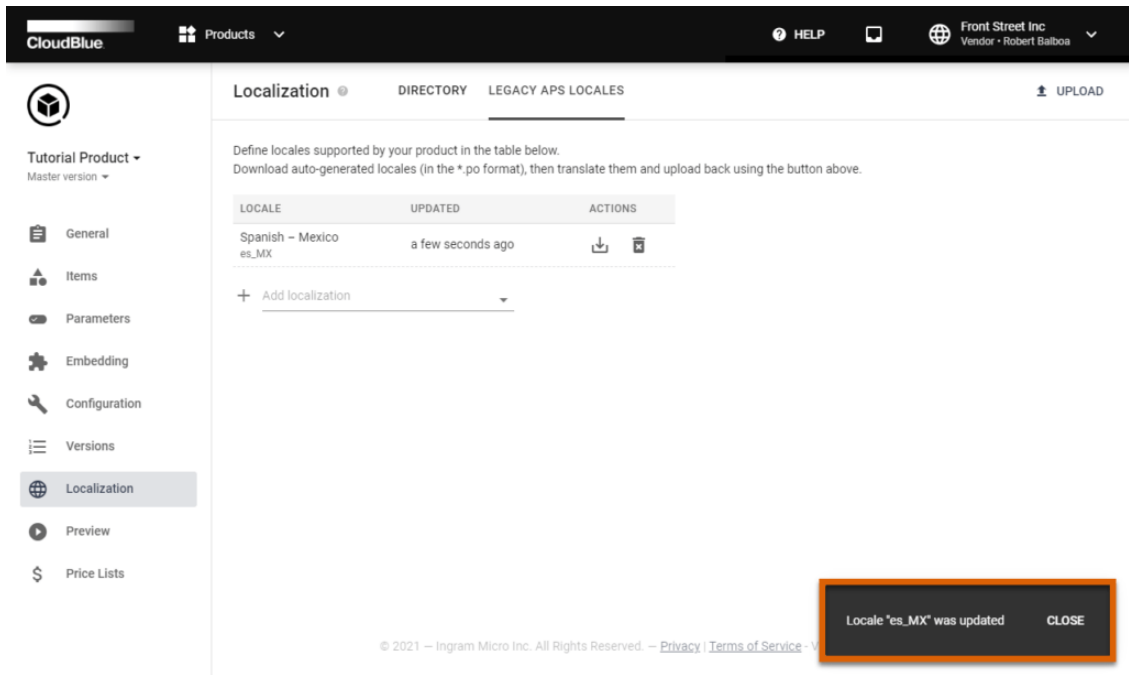 CloudBlue
Products
HELP
Front Street Inc
Vendor • Robert Balboa
Tutorial Product
Master version
General
Items
Parameters
Embedding
Configuration
Versions
Localization
Preview
Price Lists
Localization
DIRECTORY
LEGACY APS LOCALES
UPLOAD
Define locales supported by your product in the table below.
Download auto-generated locales (in the *.po format), then translate them and upload back using the button above.
LOCALE UPDATED ACTIONS
Spanish – Mexico a few seconds ago
es_MX
Add localization
Locale "es_MX" was updated CLOSE
© 2021 — Ingram Micro Inc. All Rights Reserved. — Privacy | Terms of Service - V